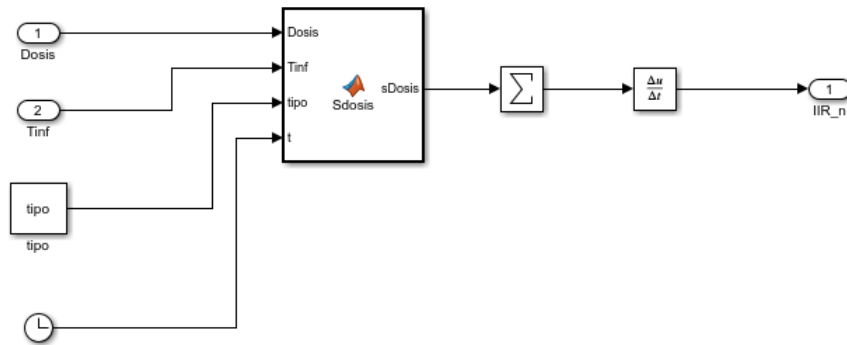 1
Dosis
2
Tinf
tipo
tipo
Dosis
Tinf
tipo
t
Sdosis
sDosis
Σ
Δu
Δt
1
IIR_n